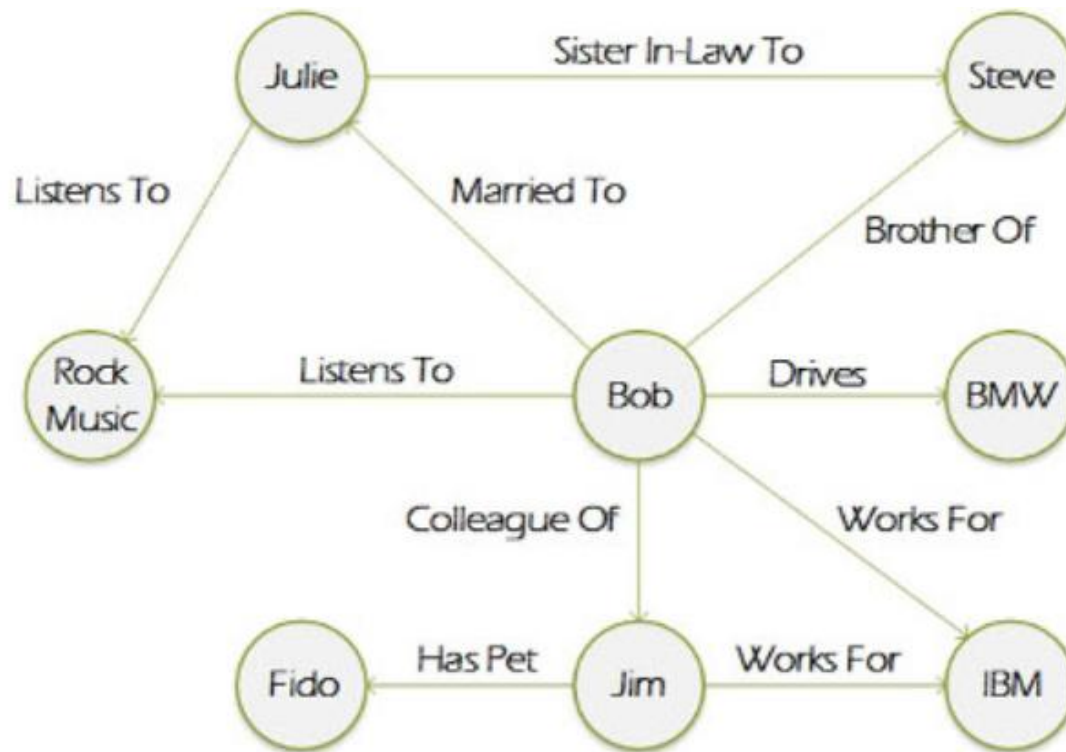 Julie
Sister In-Law To
Steve
Listens To
Married To
Brother Of
Rock
Music
Listens To
Bob
Drives
BMW
Colleague Of
Works For
Fido
Has Pet
Jim
Works For
IBM